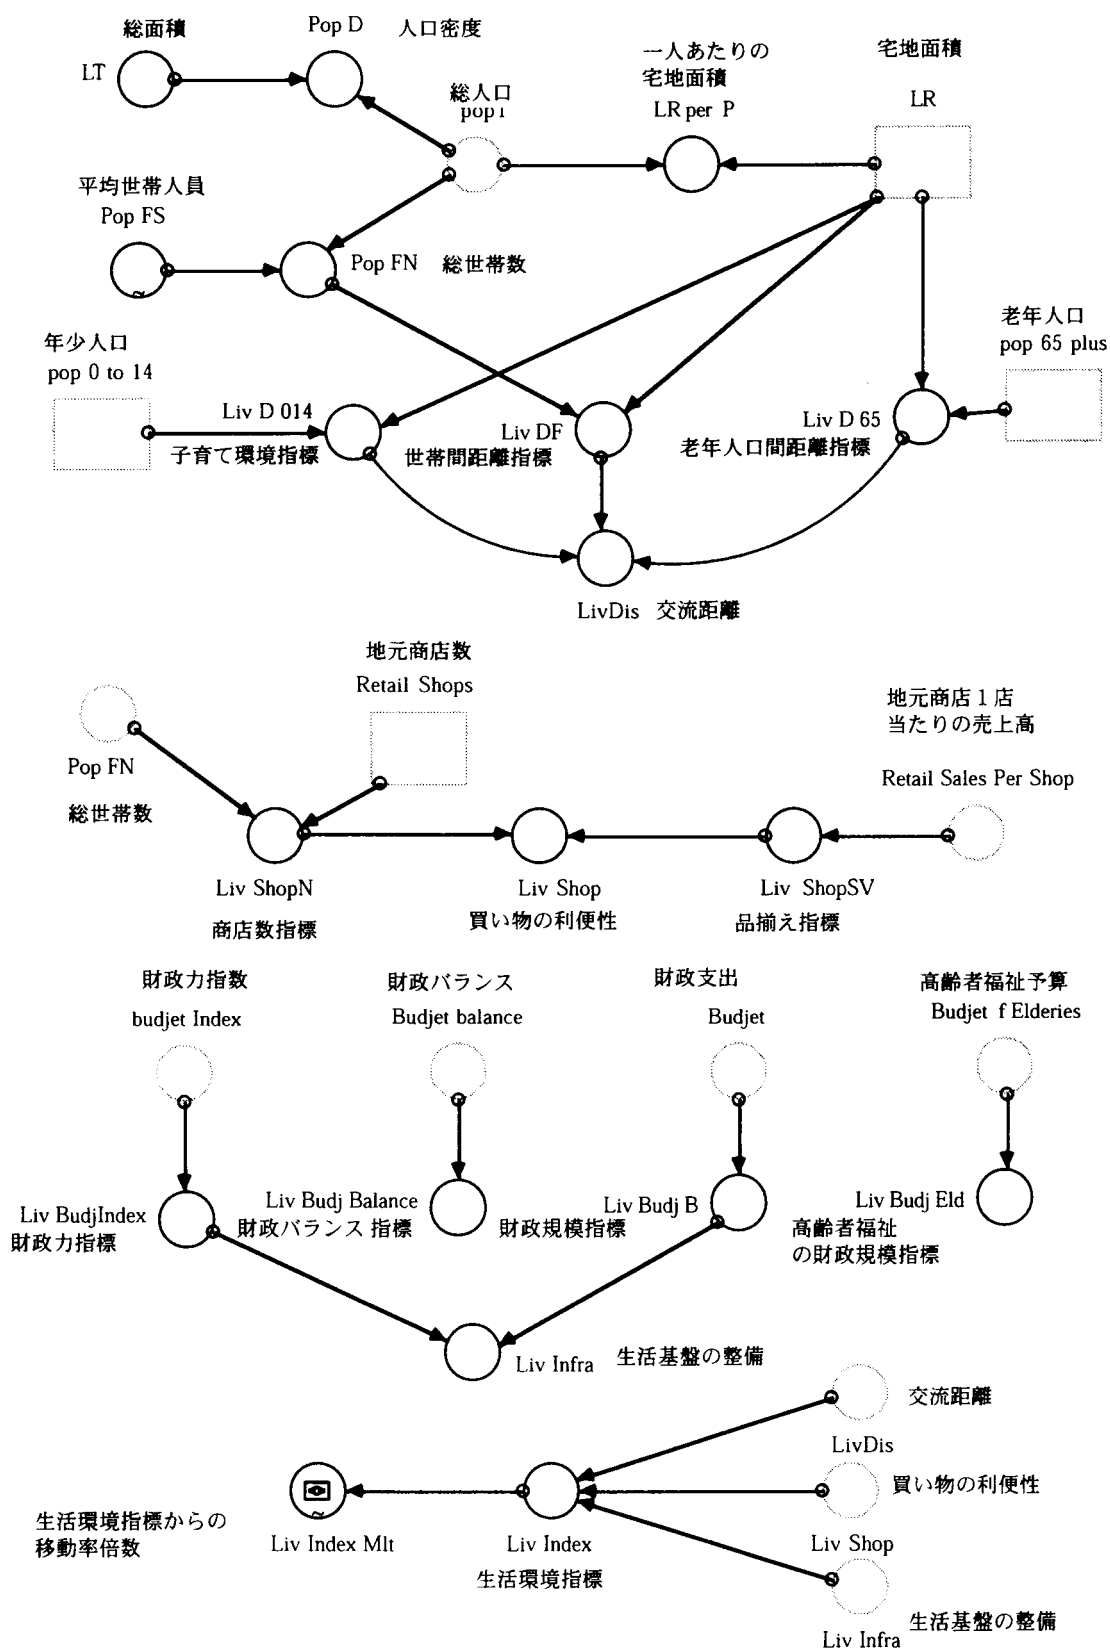 総面積
LT
Pop D
人口密度
総人口
popT
一人あたりの
宅地面積
LR per P
宅地面積
LR
平均世帯人員
Pop FS
Pop FN 総世帯数
年少人口
pop 0 to 14
老年人口
pop 65 plus
Liv D 014
子育て環境指標
Liv DF
世帯間距離指標
Liv D 65
老年人口間距離指標
LivDis 交流距離
地元商店数
Retail Shops
地元商店1店
当たりの売上高
Retail Sales Per Shop
Pop FN
総世帯数
Liv ShopN
商店数指標
Liv Shop
買い物の利便性
Liv ShopSV
品揃え指標
財政力指数
budjet Index
財政バランス
Budjet balance
財政支出
Budjet
高齢者福祉予算
Budjet f Elderies
Liv BudjIndex
財政力指標
Liv Budj Balance
財政バランス 指標
Liv Budj B
財政規模指標
Liv Budj Eld
高齢者福祉
の財政規模指標
Liv Infra 生活基盤の整備
交流距離
LivDis
買い物の利便性
Liv Shop
生活環境指標からの
移動率倍数
Liv Index Mlt
Liv Index
生活環境指標
生活基盤の整備
Liv Infra